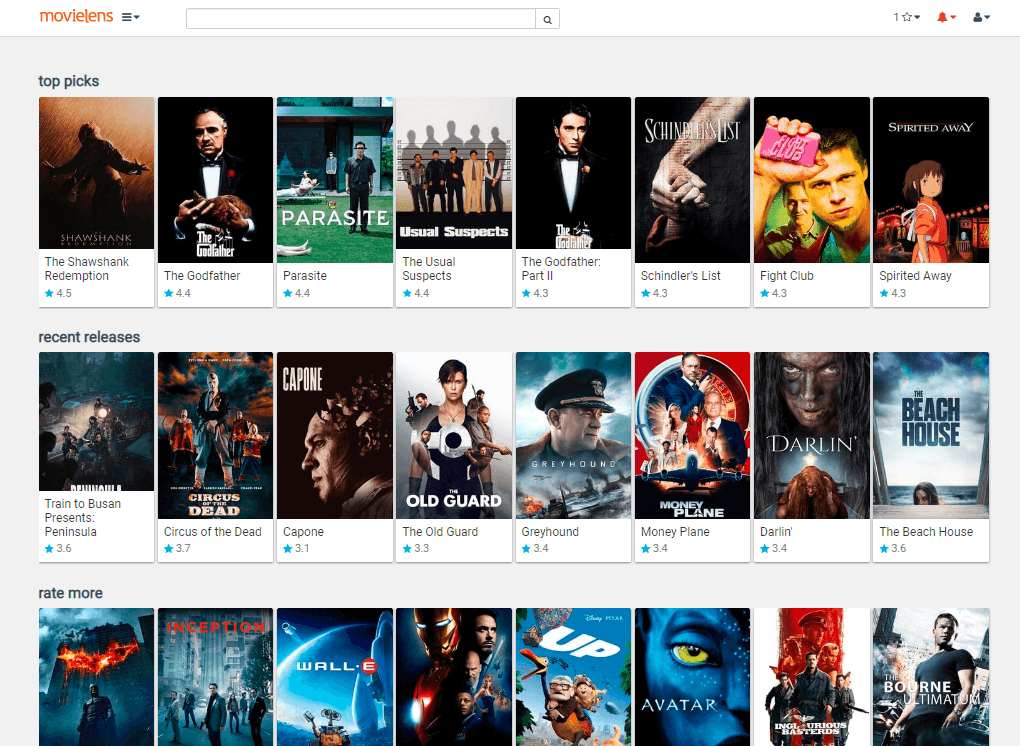 movielens
1
top picks
SHAWSHANK
REDEMPTION
The
Godfather
PARASITE
Usual Suspects
The
Godfather
SCHINDLER'S LIST
FIGHT
CLUB
SPIRITED AWAY
The Shawshank
Redemption
4.5
The Godfather
4.4
Parasite
4.4
The Usual
Suspects
4.4
The Godfather:
Part II
4.3
Schindler's List
4.3
Fight Club
4.3
Spirited Away
4.3
recent releases
PENINSULA
CIRCUS
OF THE
DEAD
CAPONE
THE
OLD GUARD
GREYHOUND
MONEY
PLANE
DARLIN'
THE
BEACH
HOUSE
Train to Busan
Presents:
Peninsula
3.6
Circus of the Dead
3.7
Capone
3.1
The Old Guard
3.3
Greyhound
3.4
Money Plane
3.4
Darlin'
3.4
The Beach House
3.6
rate more
INCEPTION
WALL·E
DISNEY · PIXAR
UP
AVATAR
INGLOURIOUS
BASTERDS
THE
BOURNE
ULTIMATUM